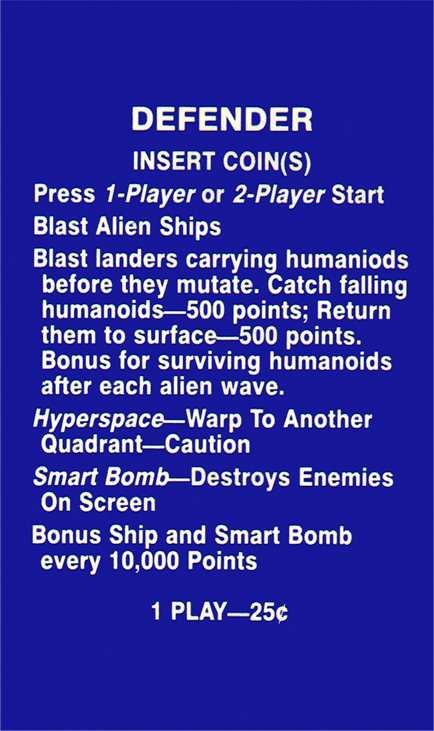 DEFENDER
INSERT COIN(S)
Press 1-Player or 2-Player Start
Blast Alien Ships
Blast landers carrying humaniods
before they mutate. Catch falling
humanoids—500 points; Return
them to surface—500 points.
Bonus for surviving humanoids
after each alien wave.
Hyperspace—Warp To Another
Quadrant—Caution
Smart Bomb—Destroys Enemies
On Screen
Bonus Ship and Smart Bomb
every 10,000 Points
1 PLAY—25¢